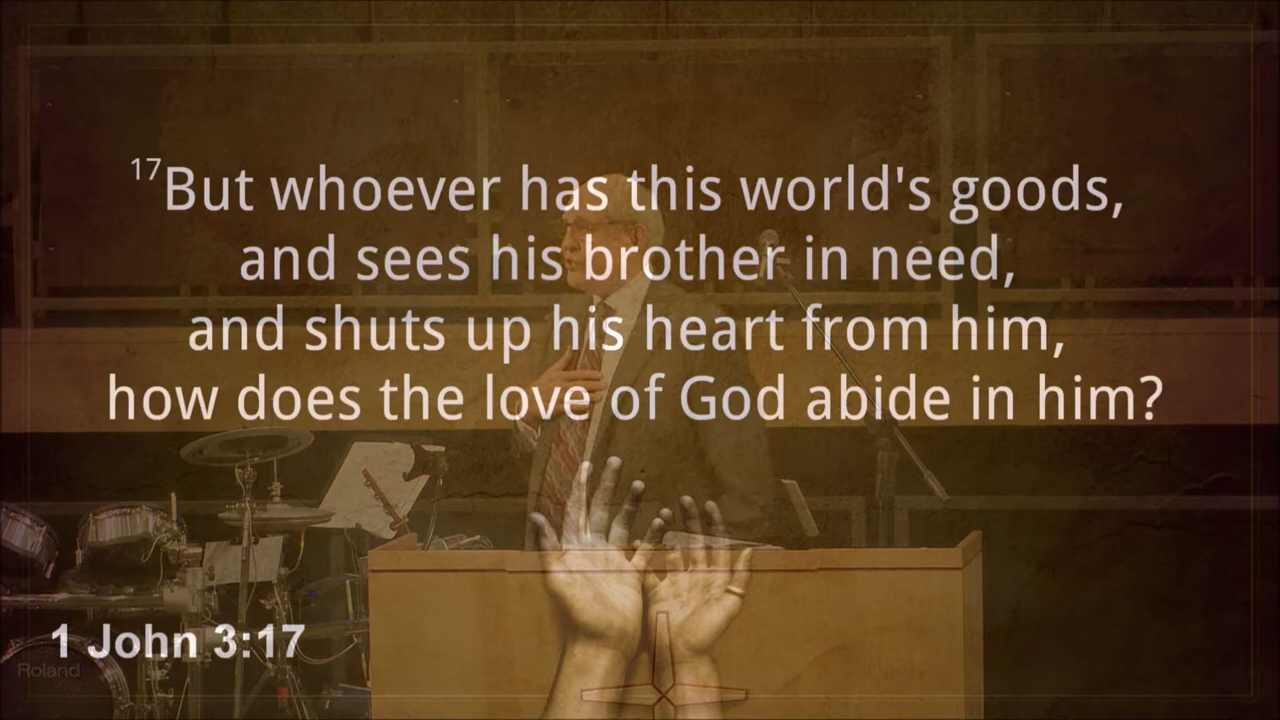 17But whoever has this world's goods,
and sees his brother in need,
and shuts up his heart from him,
how does the love of God abide in him?
1 John 3:17
Roland